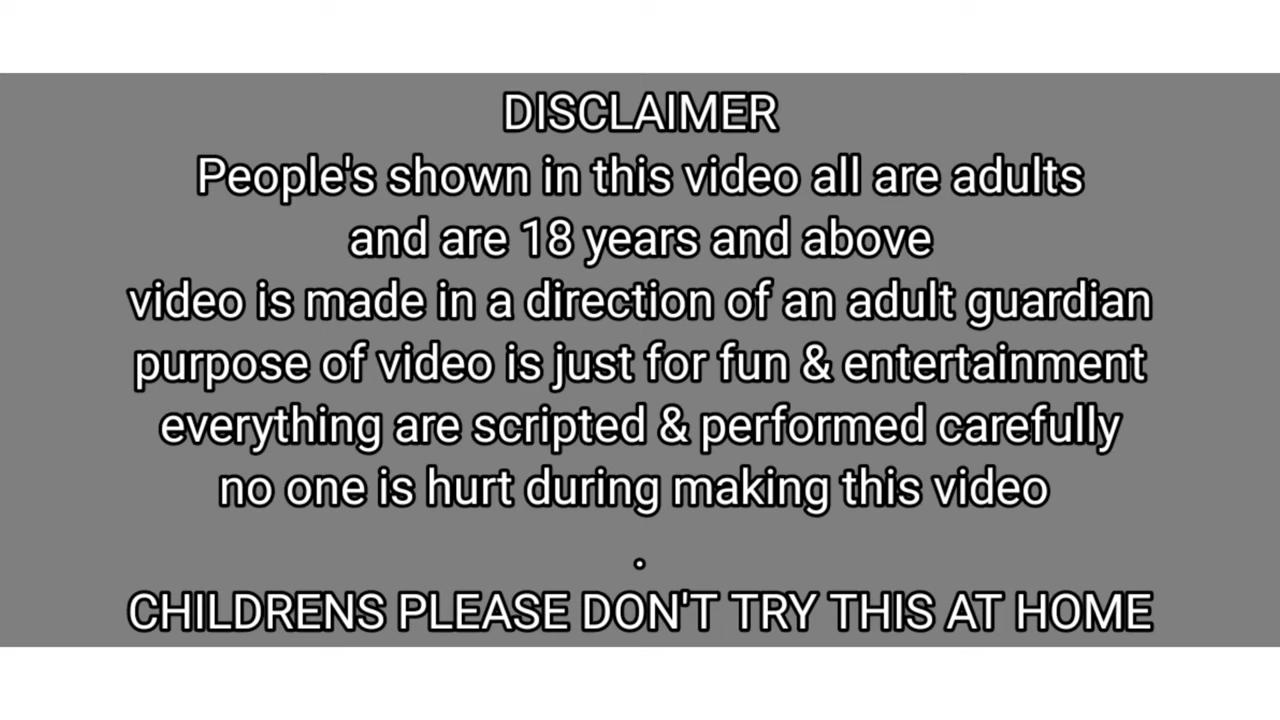 DISCLAIMER
People's shown in this video all are adults
and are 18 years and above
video is made in a direction of an adult guardian
purpose of video is just for fun & entertainment
everything are scripted & performed carefully
no one is hurt during making this video
.
CHILDRENS PLEASE DON'T TRY THIS AT HOME